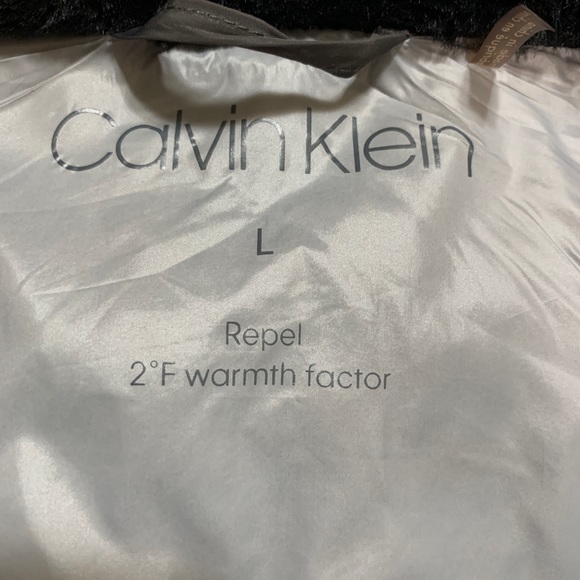 Calvin Klein
L
Repel
2°F warmth factor